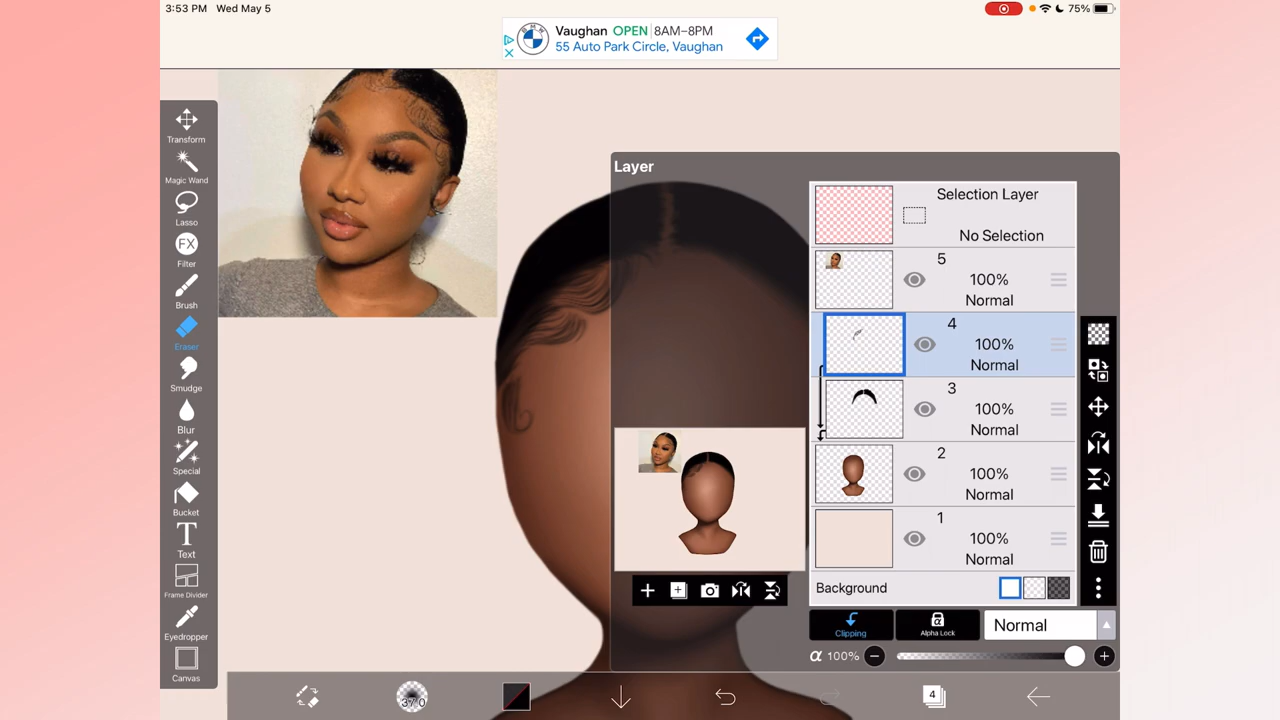 3:53 PM Wed May 5
75%
BMW
Vaughan OPEN 8AM–8PM
55 Auto Park Circle, Vaughan
Transform
Magic Wand
Lasso
FX
Filter
Brush
Eraser
Smudge
Blur
Special
Bucket
T
Text
Frame Divider
Eyedropper
Canvas
Layer
Selection Layer
No Selection
5
100%
Normal
4
100%
Normal
3
100%
Normal
2
100%
Normal
1
100%
Normal
Background
Clipping
α
Alpha Lock
Normal
α 100%
37.0
4